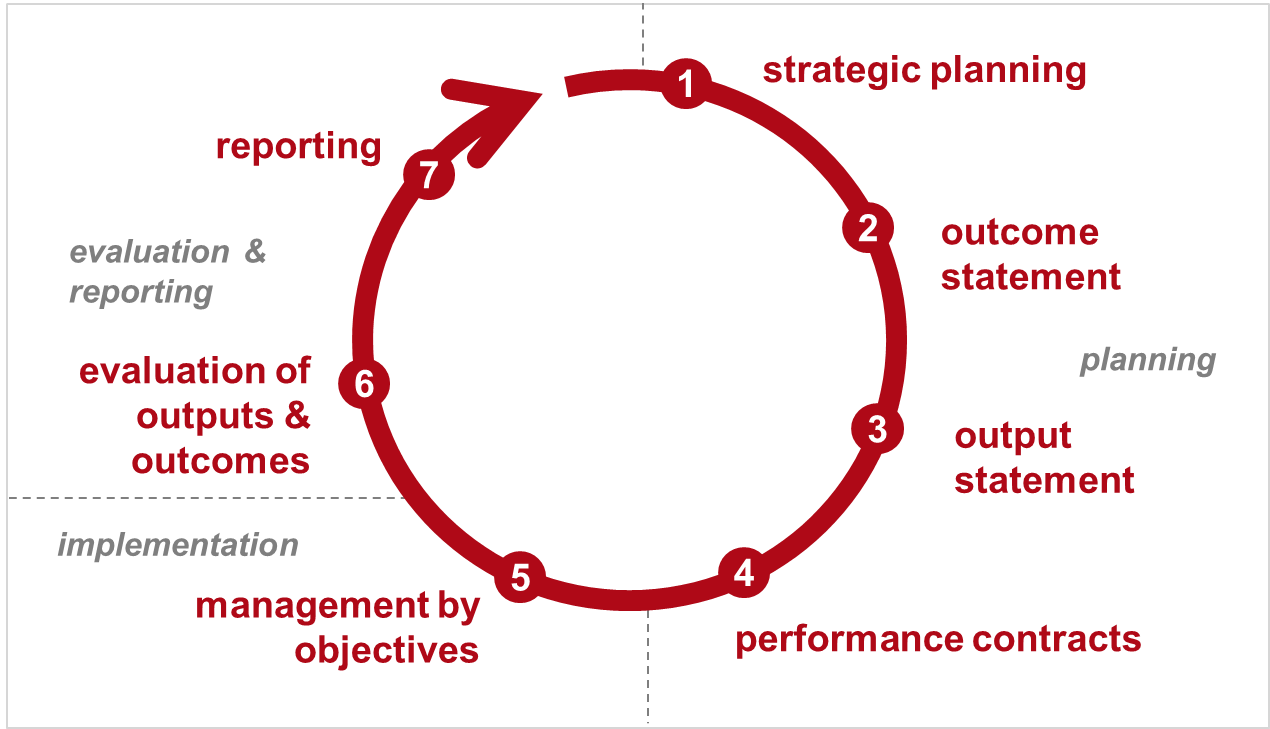 1
strategic planning
2
outcome
statement
planning
3
output
statement
4
performance contracts
5
management by
objectives
implementation
6
evaluation of
outputs &
outcomes
evaluation &
reporting
7
reporting